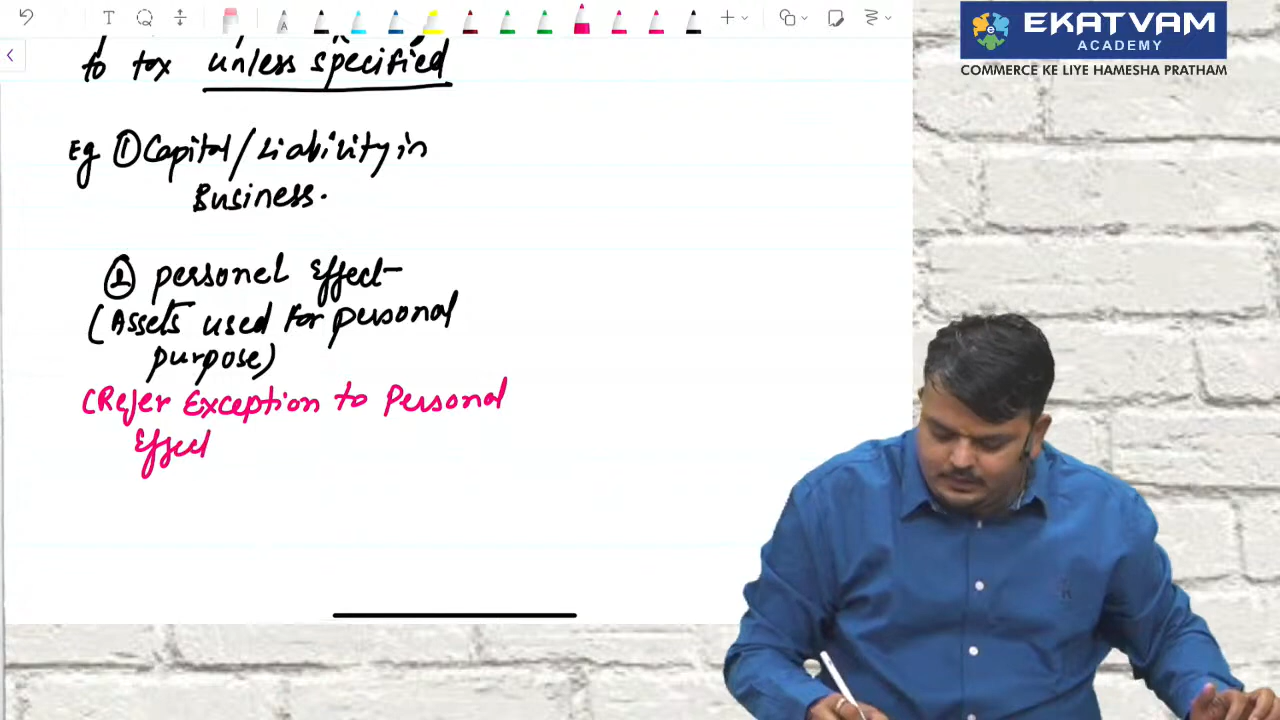 EKATVAM
ACADEMY
COMMERCE KE LIYE HAMESHA PRATHAM
to tax unless specified
Eg ① Capital/Liability in
Business.
② personel Effect-
(Assets used for personal
purpose)
(Refer Exception to Personal
Effect